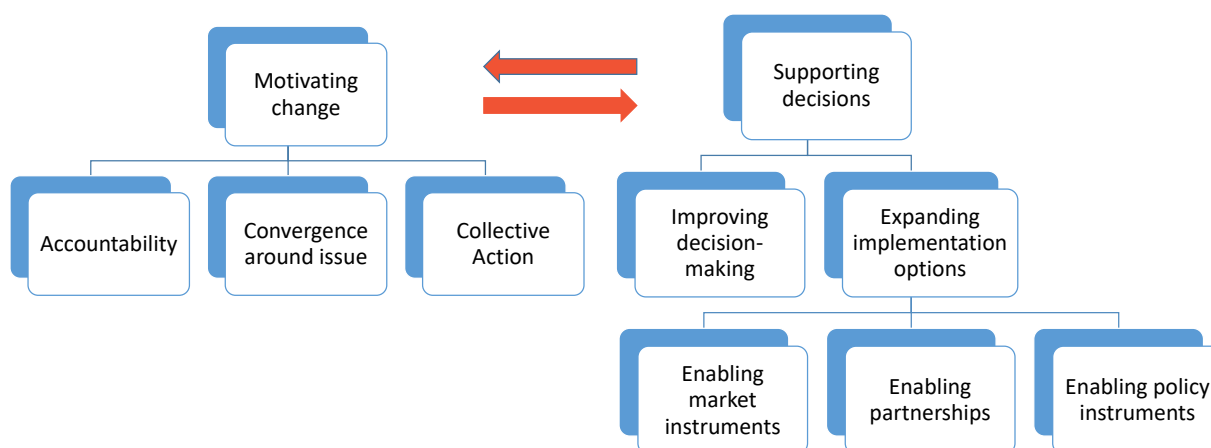 Motivating
change
Supporting
decisions
Accountability
Convergence
around issue
Collective
Action
Improving
decision-
making
Expanding
implementation
options
Enabling
market
instruments
Enabling
partnerships
Enabling policy
instruments